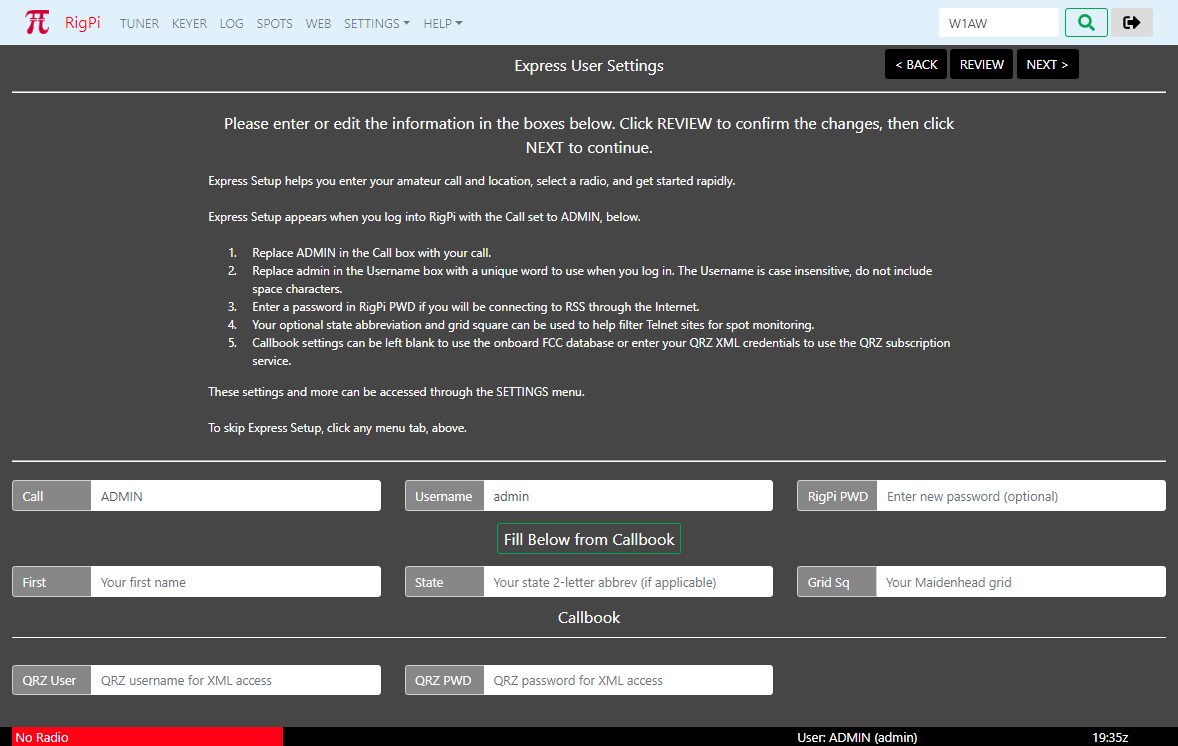 RigPi TUNER KEYER LOG SPOTS WEB SETTINGS HELP W1AW
Express User Settings < BACK REVIEW NEXT >
Please enter or edit the information in the boxes below. Click REVIEW to confirm the changes, then click
NEXT to continue.
Express Setup helps you enter your amateur call and location, select a radio, and get started rapidly.
Express Setup appears when you log into RigPi with the Call set to ADMIN, below.
1. Replace ADMIN in the Call box with your call.
2. Replace admin in the Username box with a unique word to use when you log in. The Username is case insensitive, do not include
space characters.
3. Enter a password in RigPi PWD if you will be connecting to RSS through the Internet.
4. Your optional state abbreviation and grid square can be used to help filter Telnet sites for spot monitoring.
5. Callbook settings can be left blank to use the onboard FCC database or enter your QRZ XML credentials to use the QRZ subscription
service.
These settings and more can be accessed through the SETTINGS menu.
To skip Express Setup, click any menu tab, above.
Call ADMIN Username admin RigPi PWD Enter new password (optional)
Fill Below from Callbook
First Your first name State Your state 2-letter abbrev (if applicable) Grid Sq Your Maidenhead grid
Callbook
QRZ User QRZ username for XML access QRZ PWD QRZ password for XML access
No Radio User: ADMIN (admin) 19:35z